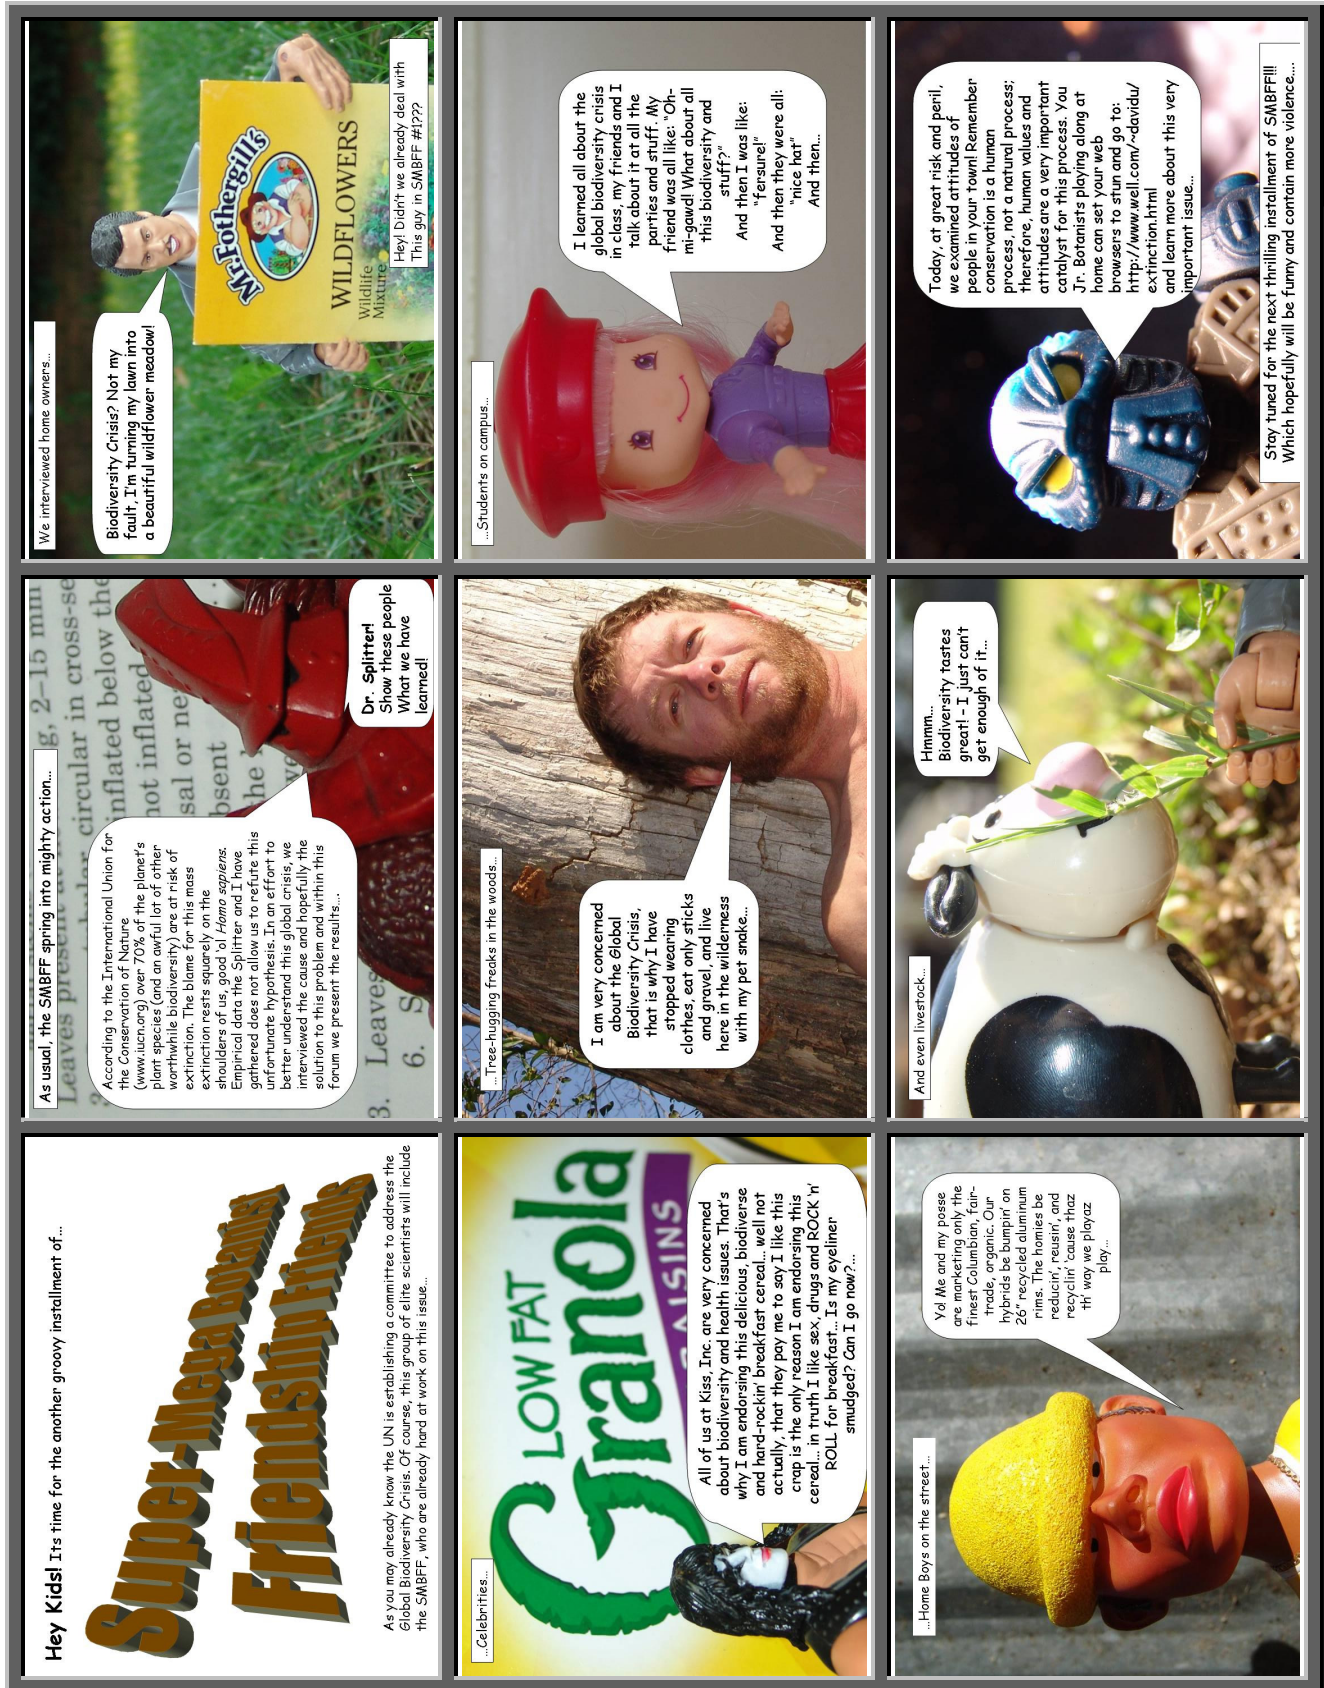 Hey Kids! Its time for the another groovy installment of...
Super-Mega Botanist
Friendship Friends
As you may already know the UN is establishing a committee to address the
Global Biodiversity Crisis. Of course, this group of elite scientists will include
the SMBFF, who are already hard at work on this issue...
As usual, the SMBFF spring into mighty action...
According to the International Union for
the Conservation of Nature
(www.iucn.org) over 70% of the planet's
plant species (and an awful lot of other
worthwhile biodiversity) are at risk of
extinction. The blame for this mass
extinction rests squarely on the
shoulders of us, good 'ol Homo sapiens.
Empirical data the Splitter and I have
gathered does not allow us to refute this
unfortunate hypothesis. In an effort to
better understand this global crisis, we
interviewed the cause and hopefully the
solution to this problem and within this
forum we present the results....
Dr. Splitter!
Show these people
What we have
learned!
g, 2–15 mm
Leaves present at
circular in cross-se
inflated below the
not inflated
sal or ne
bsent
3. Leaves
6. S
We interviewed home owners...
Biodiversity Crisis? Not my
fault, I'm turning my lawn into
a beautiful wildflower meadow!
Mr.Fothergill's
WILDFLOWERS
Wildlife
Mixture
Hey! Didn't we already deal with
This guy in SMBFF #1???
...Celebrities...
LOW FAT
Granola
RAISINS
All of us at Kiss, Inc. are very concerned
about biodiversity and health issues. That's
why I am endorsing this delicious, biodiverse
and hard-rockin' breakfast cereal... well not
actually, that they pay me to say I like this
crap is the only reason I am endorsing this
cereal... in truth I like sex, drugs and ROCK 'n'
ROLL for breakfast... Is my eyeliner
smudged? Can I go now?...
...Tree-hugging freaks in the woods...
I am very concerned
about the Global
Biodiversity Crisis,
that is why I have
stopped wearing
clothes, eat only sticks
and gravel, and live
here in the wilderness
with my pet snake...
...Students on campus...
I learned all about the
global biodiversity crisis
in class, my friends and I
talk about it at all the
parties and stuff. My
friend was all like: "Oh-
mi-gawd! What about all
this biodiversity and
stuff?"
And then I was like:
"fersure!"
And then they were all:
"nice hat"
And then...
...Home Boys on the street...
Yo! Me and my posse
are marketing only the
finest Columbian, fair-
trade, organic. Our
hybrids be bumpin' on
26" recycled aluminum
rims. The homies be
reducin', reusin', and
recyclin' 'cause thaz
th' way we playaz
play...
And even livestock...
Hmmm...
Biodiversity tastes
great! – I just can't
get enough of it...
Today, at great risk and peril,
we examined attitudes of
people in your town! Remember
conservation is a human
process, not a natural process;
therefore, human values and
attitudes are a very important
catalyst for this process. You
Jr. Botanists playing along at
home can set your web
browsers to stun and go to:
http://www.well.com/~davidu/
extinction.html
and learn more about this very
important issue...
Stay tuned for the next thrilling installment of SMBFF!!!
Which hopefully will be funny and contain more violence....